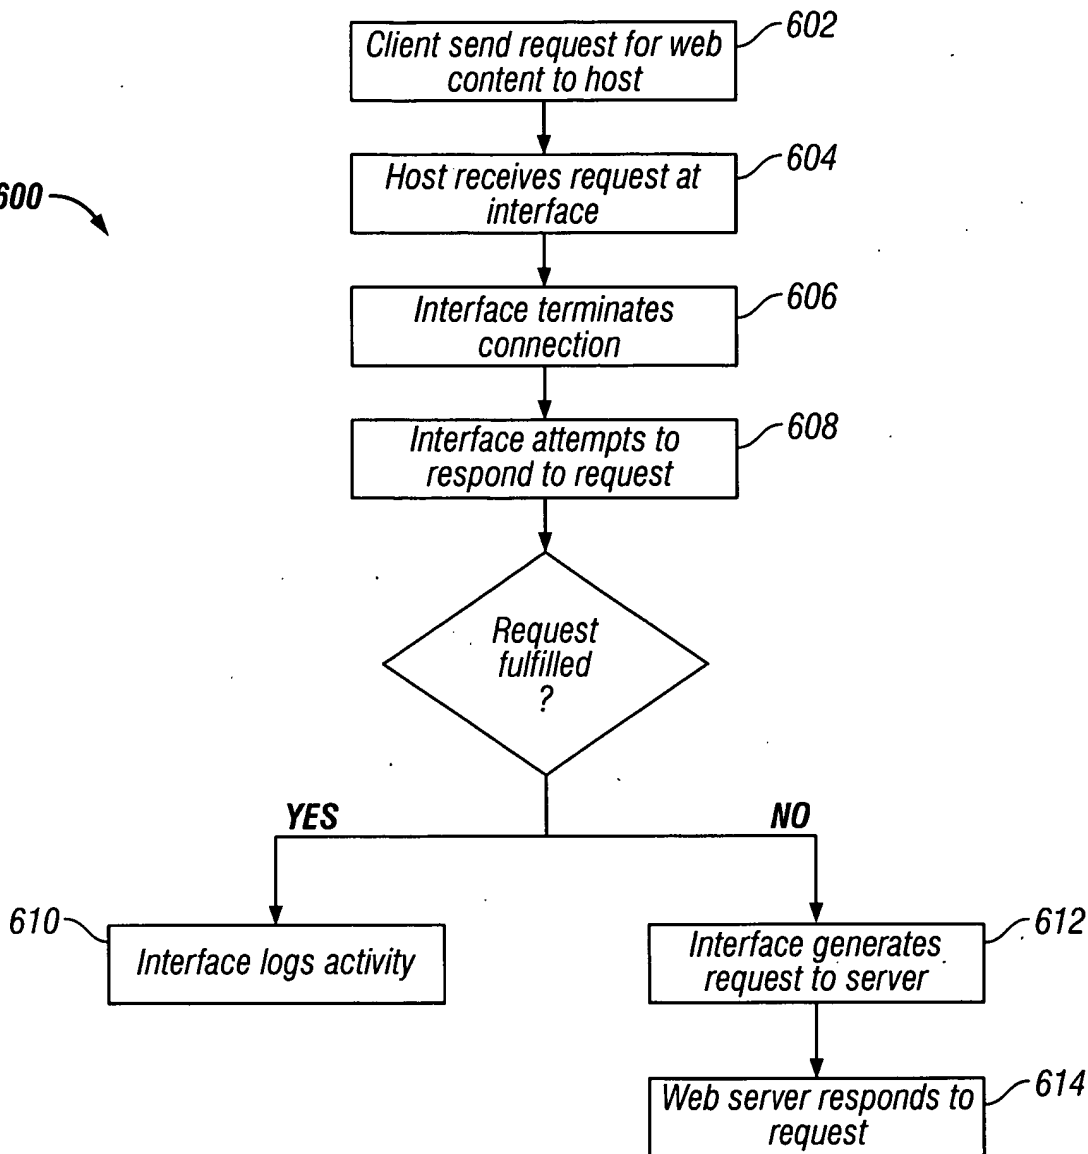 Client send request for web
content to host
602
Host receives request at
interface
604
600
Interface terminates
connection
606
Interface attempts to
respond to request
608
Request
fulfilled
?
YES
NO
610
Interface logs activity
Interface generates
request to server
612
Web server responds to
request
614